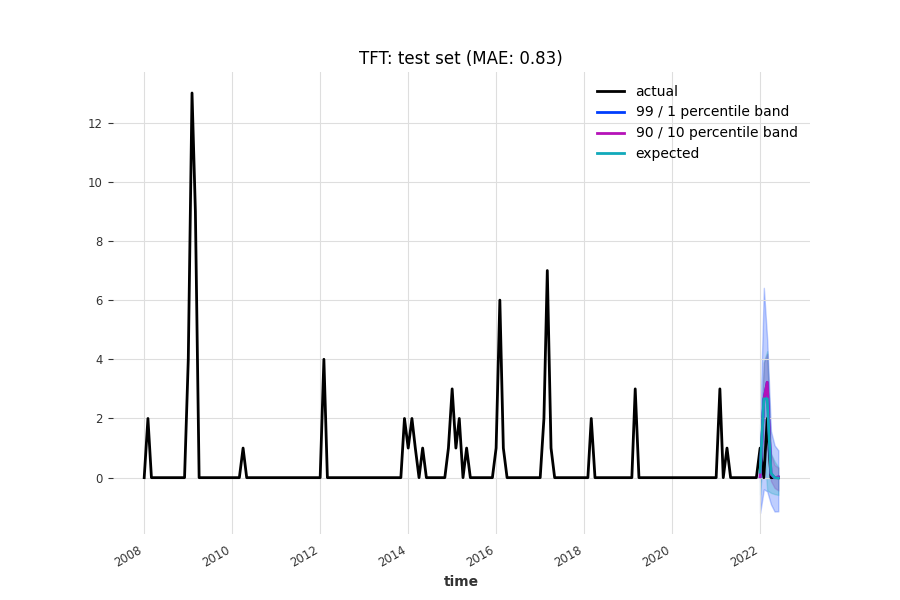 TFT: test set (MAE: 0.83)
actual
99 / 1 percentile band
90 / 10 percentile band
expected
12
10
8
6
4
2
0
2008
2010
2012
2014
2016
2018
2020
2022
time